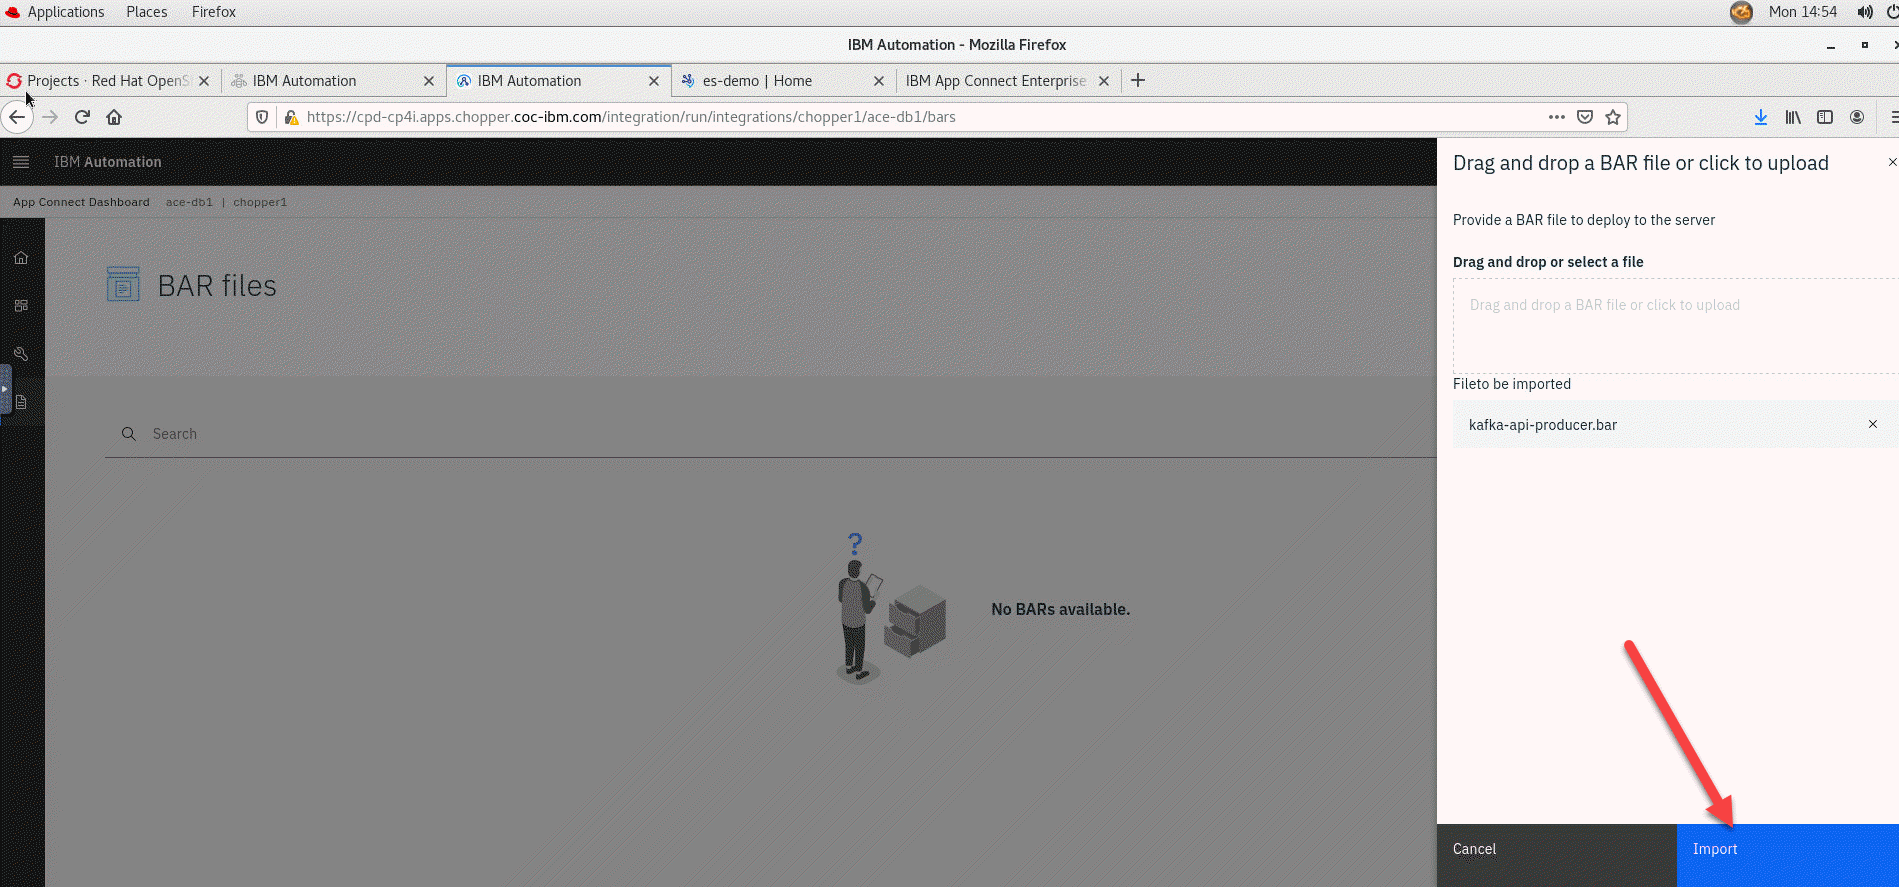 Applications Places Firefox Mon 14:54
IBM Automation - Mozilla Firefox
Projects · Red Hat OpenS IBM Automation IBM Automation es-demo | Home IBM App Connect Enterprise
https://cpd-cp4i.apps.chopper.coc-ibm.com/integration/run/integrations/chopper1/ace-db1/bars
IBM Automation
App Connect Dashboard ace-db1 | chopper1
BAR files
Search
?
No BARs available.
Drag and drop a BAR file or click to upload
Provide a BAR file to deploy to the server
Drag and drop or select a file
Drag and drop a BAR file or click to upload
Fileto be imported
kafka-api-producer.bar
Cancel Import